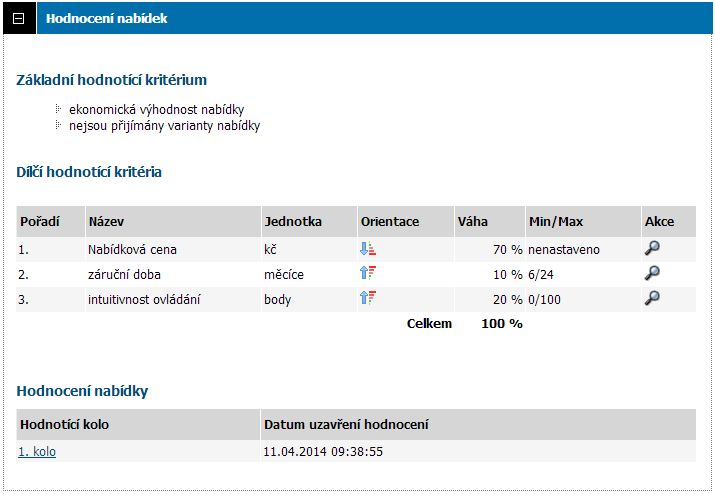 Hodnocení nabídek
Základní hodnotící kritérium
ekonomická výhodnost nabídky
nejsou přijímány varianty nabídky
Dílčí hodnotící kritéria
Pořadí Název Jednotka Orientace Váha Min/Max Akce
1. Nabídková cena kč 70 % nenastaveno
2. záruční doba měcíce 10 % 6/24
3. intuitivnost ovládání body 20 % 0/100
Celkem 100 %
Hodnocení nabídky
Hodnotící kolo Datum uzavření hodnocení
1. kolo 11.04.2014 09:38:55